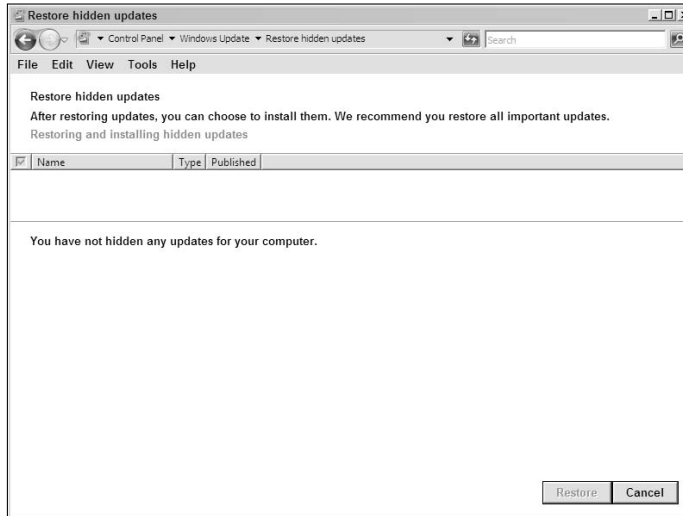 Restore hidden updates
Control Panel Windows Update Restore hidden updates Search
File Edit View Tools Help
Restore hidden updates
After restoring updates, you can choose to install them. We recommend you restore all important updates.
Restoring and installing hidden updates
Name Type Published
You have not hidden any updates for your computer.
Restore Cancel